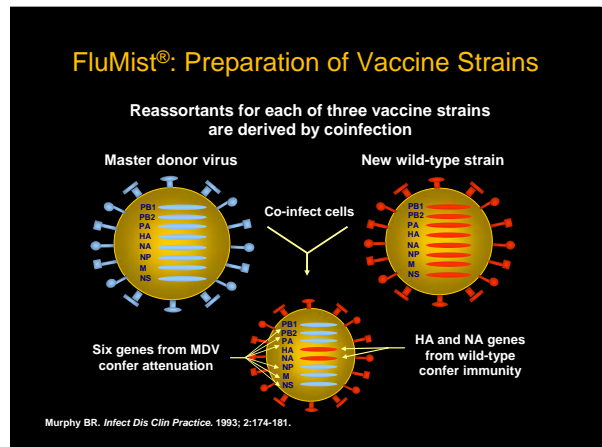 FluMist®: Preparation of Vaccine Strains
Reassortants for each of three vaccine strains
are derived by coinfection
Master donor virus
New wild-type strain
PB1
PB2
PA
HA
NA
NP
M
NS
Co-infect cells
PB1
PB2
PA
HA
NA
NP
M
NS
Six genes from MDV
confer attenuation
PB1
PB2
PA
HA
NA
NP
M
NS
HA and NA genes
from wild-type
confer immunity
Murphy BR. Infect Dis Clin Practice. 1993; 2:174-181.